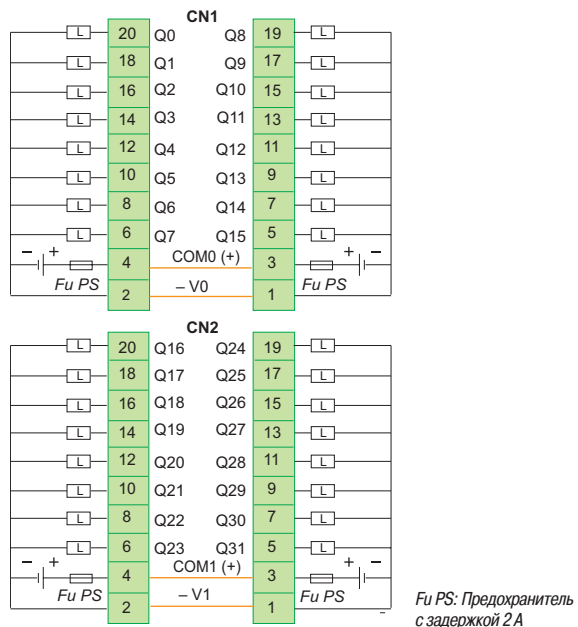 CN1
L 20 Q0 Q8 19 L
L 18 Q1 Q9 17 L
L 16 Q2 Q10 15 L
L 14 Q3 Q11 13 L
L 12 Q4 Q12 11 L
L 10 Q5 Q13 9 L
L 8 Q6 Q14 7 L
L 6 Q7 Q15 5 L
– + 4 COM0 (+) 3 + –
Fu PS 2 – V0 1 Fu PS
CN2
L 20 Q16 Q24 19 L
L 18 Q17 Q25 17 L
L 16 Q18 Q26 15 L
L 14 Q19 Q27 13 L
L 12 Q20 Q28 11 L
L 10 Q21 Q29 9 L
L 8 Q22 Q30 7 L
L 6 Q23 Q31 5 L
– + 4 COM1 (+) 3 + –
Fu PS 2 – V1 1 Fu PS
Fu PS: Предохранитель
с задержкой 2 А